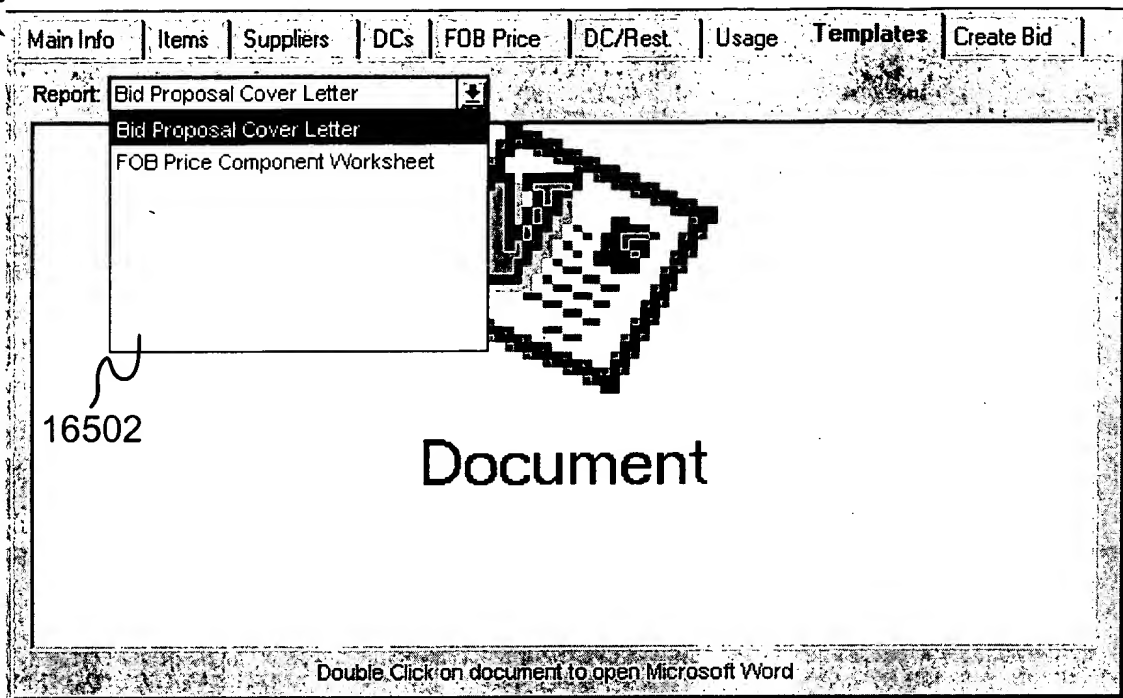 Main Info Items Suppliers DCs FOB Price DC/Rest. Usage Templates Create Bid
Report: Bid Proposal Cover Letter
Bid Proposal Cover Letter
FOB Price Component Worksheet
16502
Document
Double Click on document to open Microsoft Word